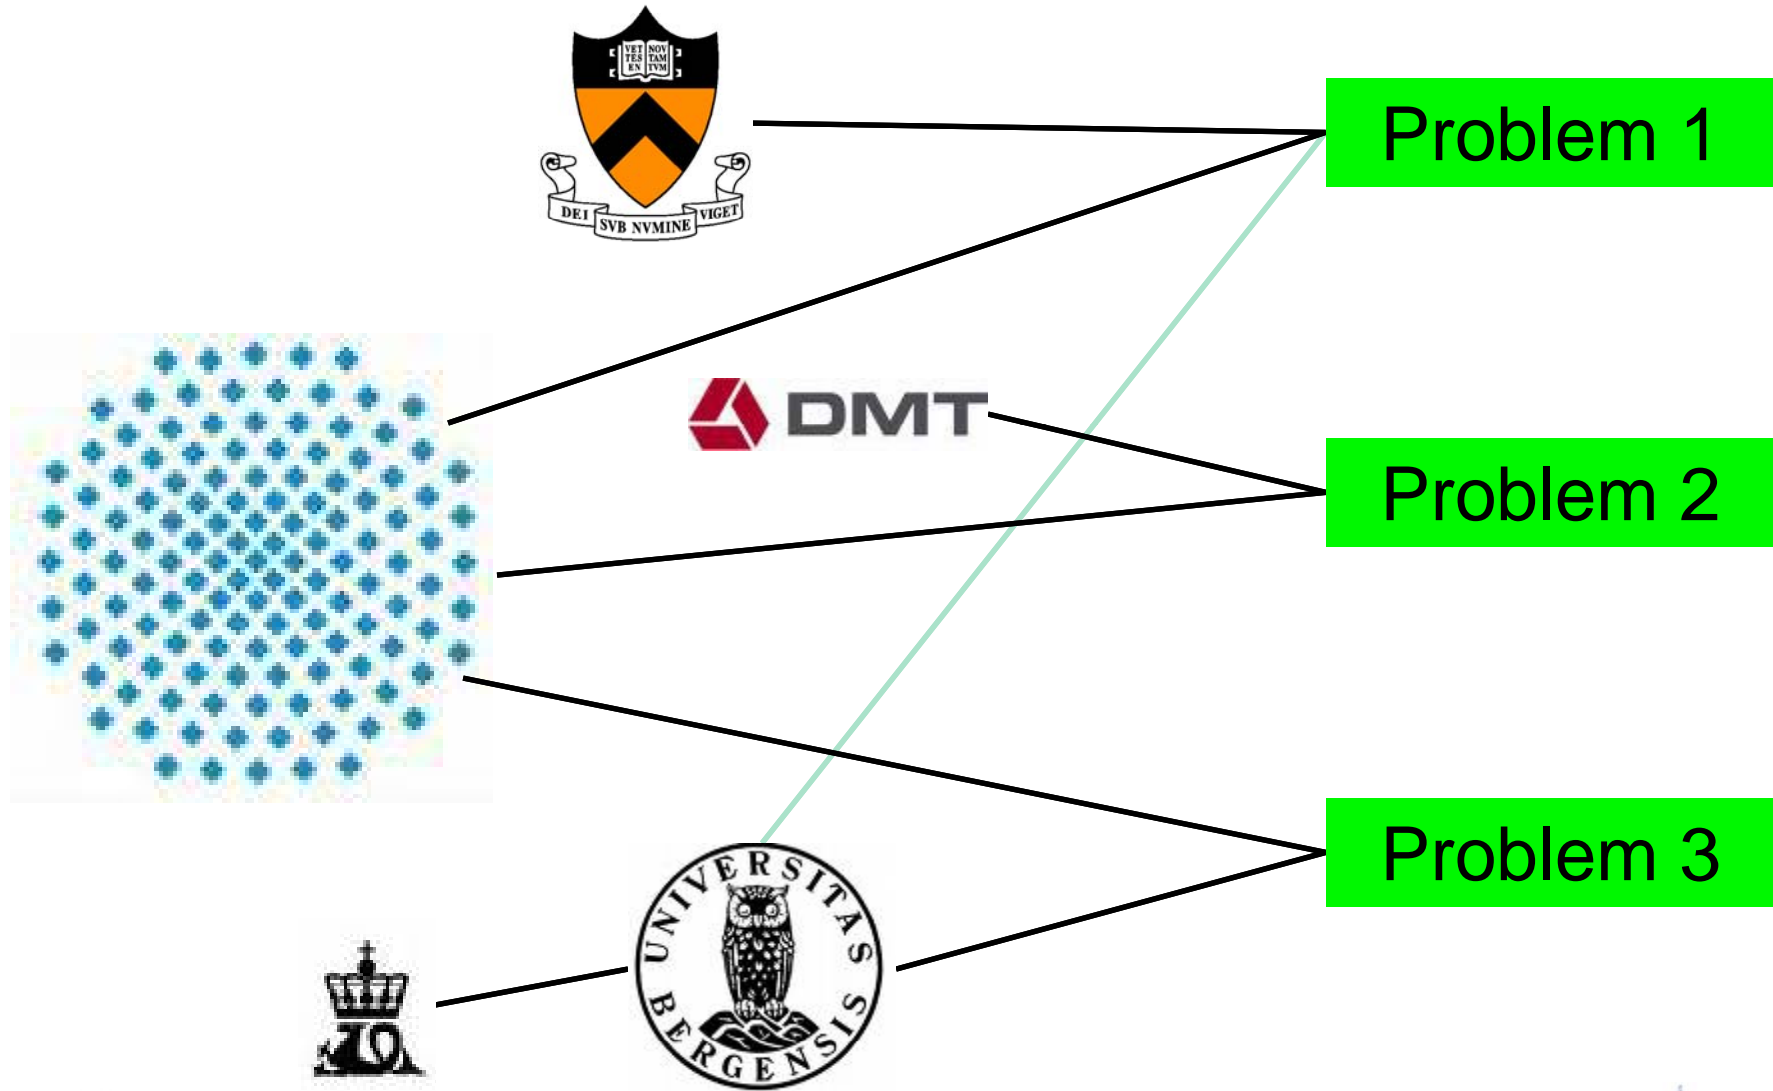 VET NOV
TES TAM
EN TVM
DEI SVB NVMINE VIGET
Problem 1
DMT
Problem 2
Problem 3
UNIVERSITAS
BERGENSIS